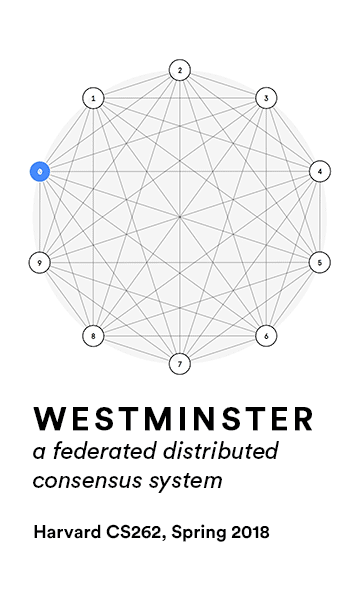 2
1
3
0
4
9
5
8
6
7
WESTMINSTER
a federated distributed
consensus system
Harvard CS262, Spring 2018